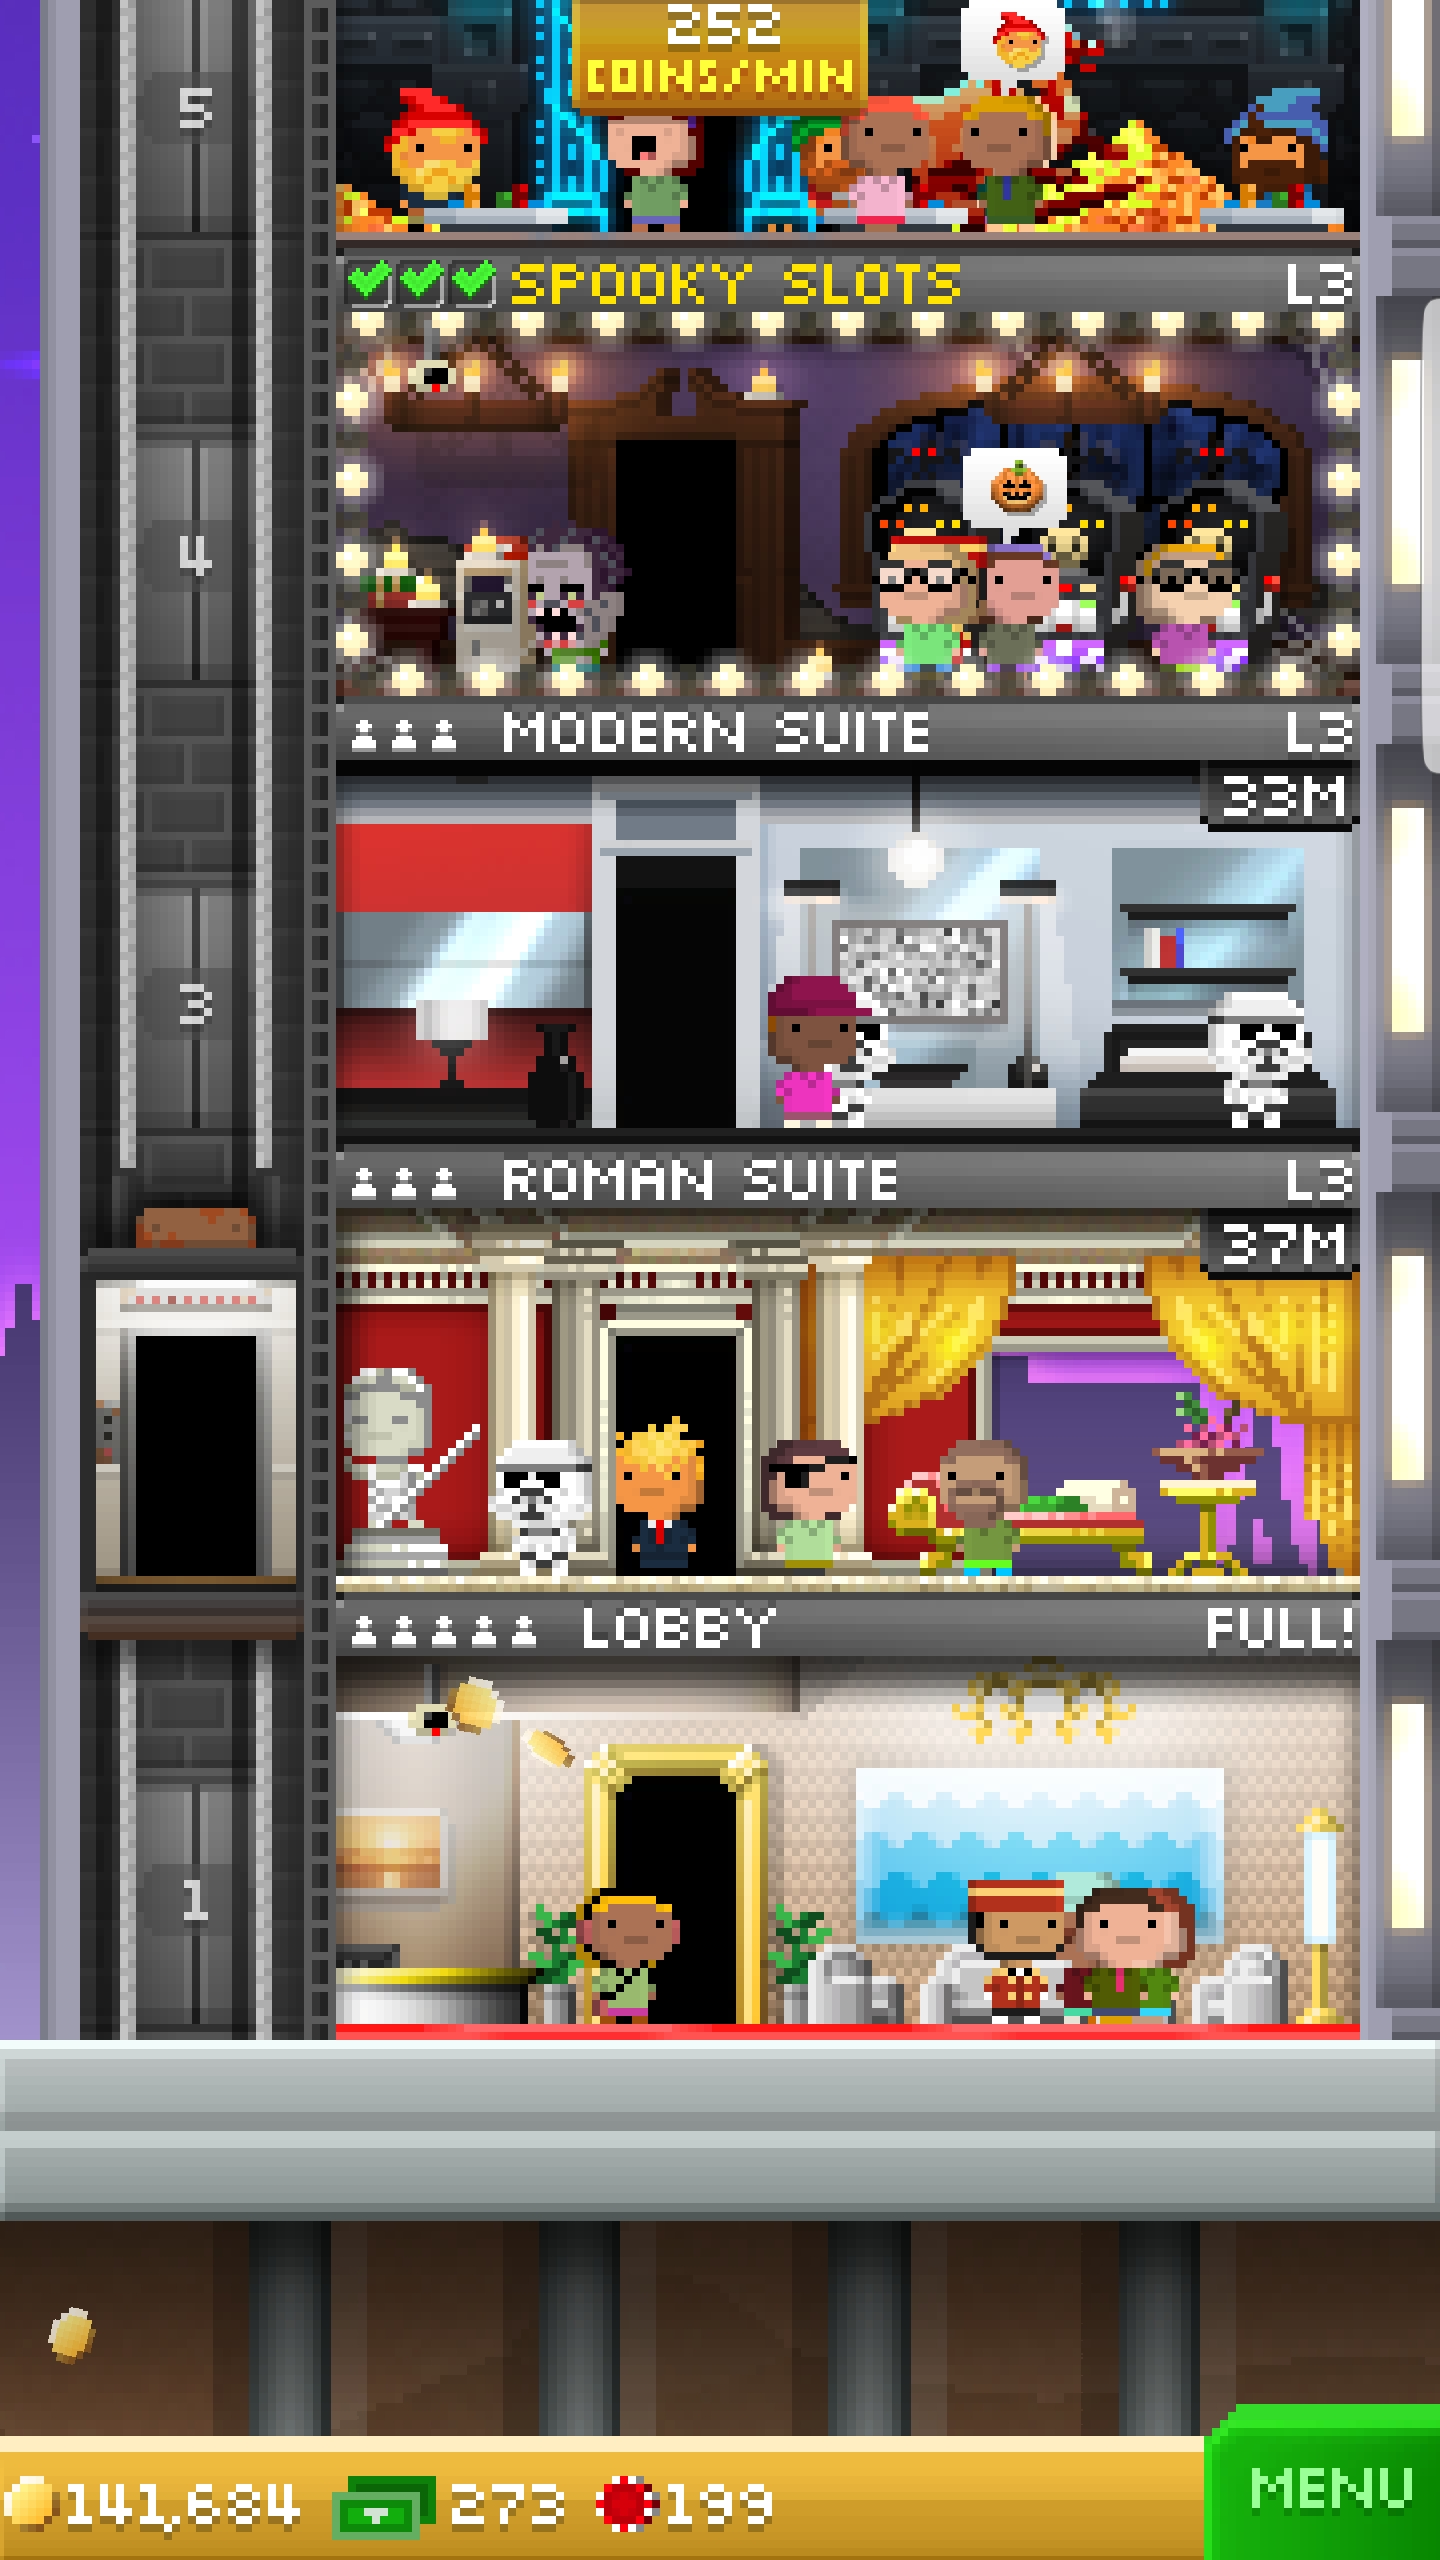 252
COINS/MIN
5
SPOOKY SLOTS L3
4
MODERN SUITE L3
33M
3
ROMAN SUITE L3
37M
LOBBY FULL!
1
141,684 273 199
MENU